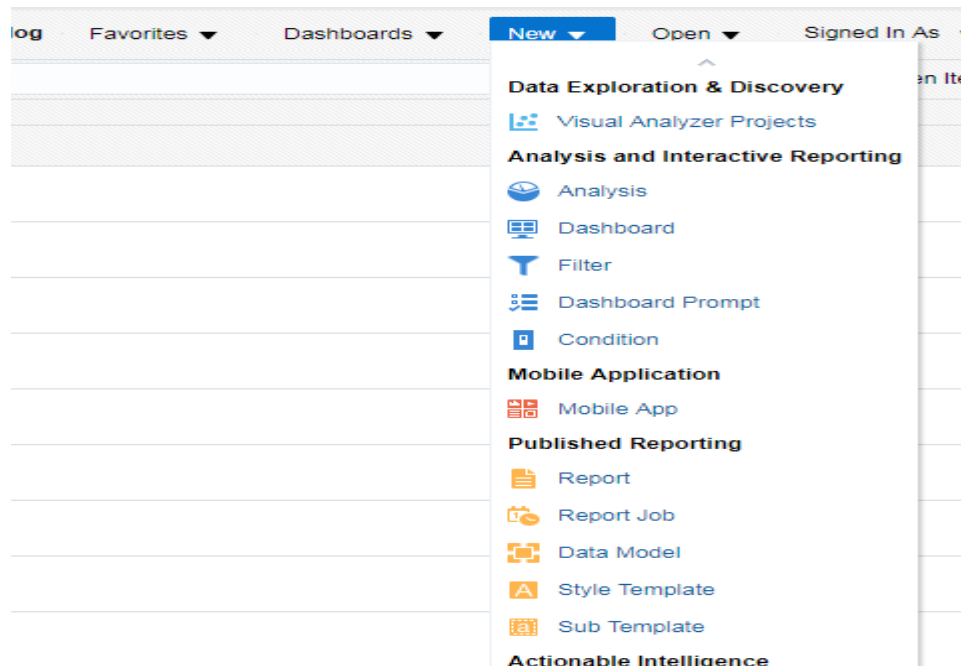 log Favorites Dashboards New Open Signed In As
en Ite
Data Exploration & Discovery
Visual Analyzer Projects
Analysis and Interactive Reporting
Analysis
Dashboard
Filter
Dashboard Prompt
Condition
Mobile Application
Mobile App
Published Reporting
Report
Report Job
Data Model
Style Template
Sub Template
Actionable Intelligence